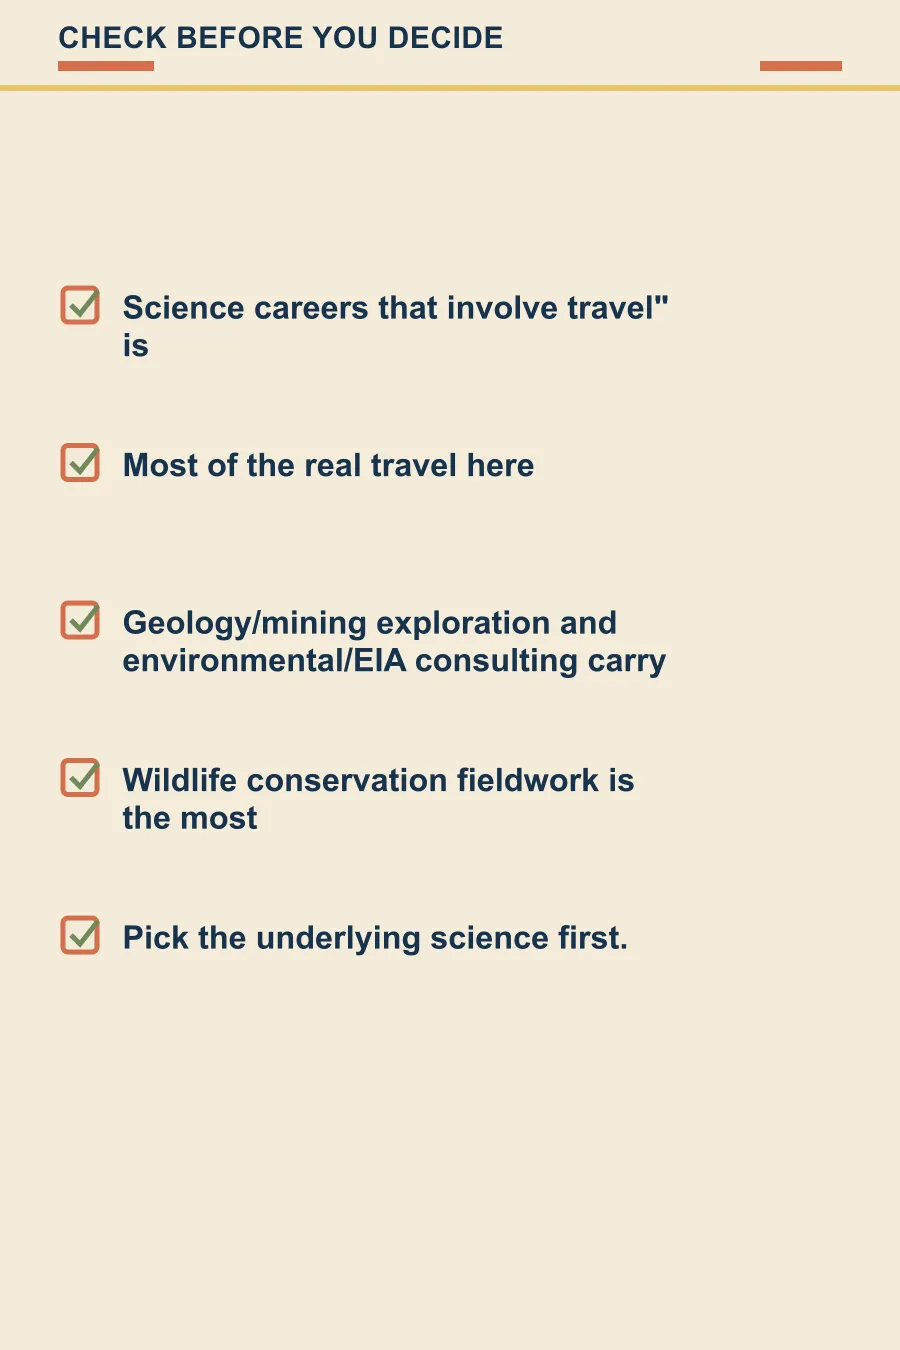 CHECK BEFORE YOU DECIDE
Science careers that involve travel"
is
Most of the real travel here
Geology/mining exploration and
environmental/EIA consulting carry
Wildlife conservation fieldwork is
the most
Pick the underlying science first.